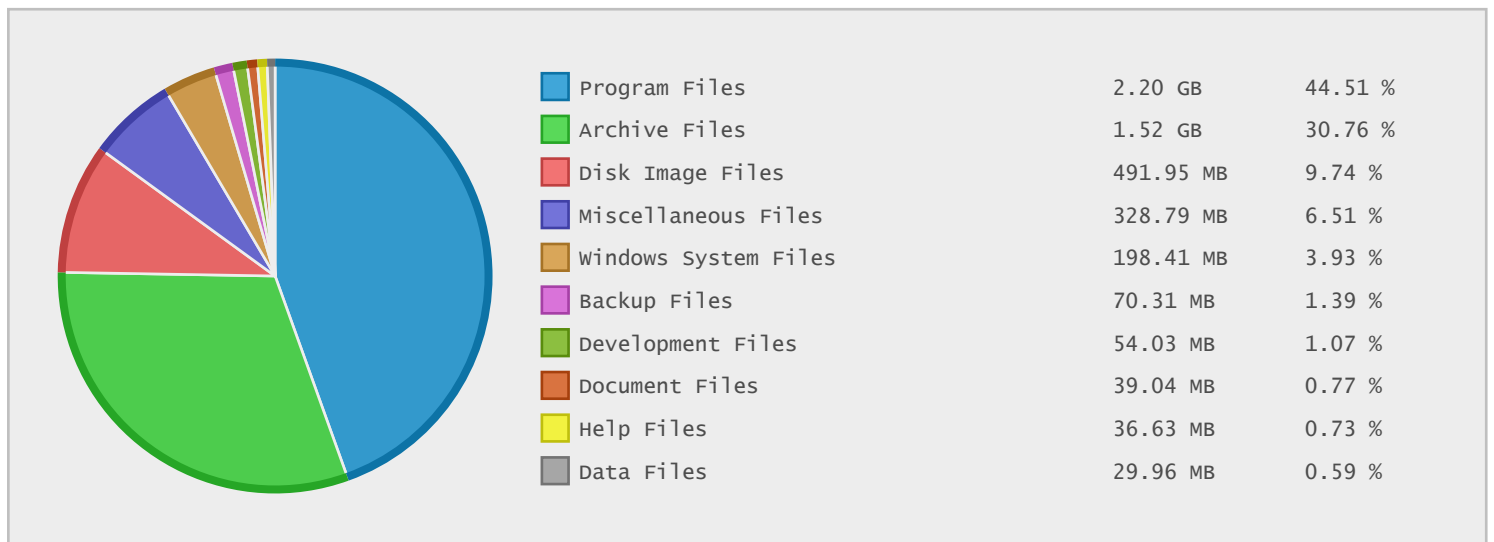 Program Files 2.20 GB 44.51 %
Archive Files 1.52 GB 30.76 %
Disk Image Files 491.95 MB 9.74 %
Miscellaneous Files 328.79 MB 6.51 %
Windows System Files 198.41 MB 3.93 %
Backup Files 70.31 MB 1.39 %
Development Files 54.03 MB 1.07 %
Document Files 39.04 MB 0.77 %
Help Files 36.63 MB 0.73 %
Data Files 29.96 MB 0.59 %